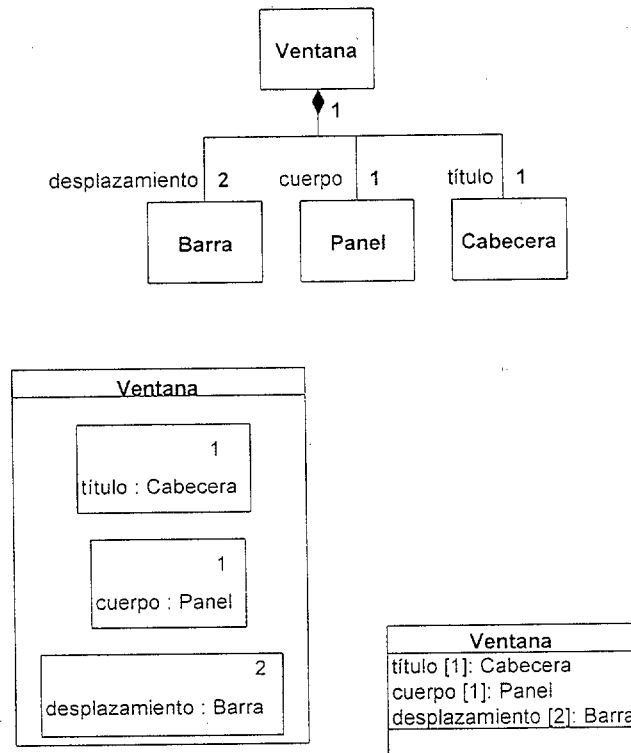 Ventana
1
desplazamiento 2 cuerpo 1 título 1
Barra Panel Cabecera
Ventana
1
título : Cabecera
1
cuerpo : Panel
2
desplazamiento : Barra
Ventana
título [1]: Cabecera
cuerpo [1]: Panel
desplazamiento [2]: Barra